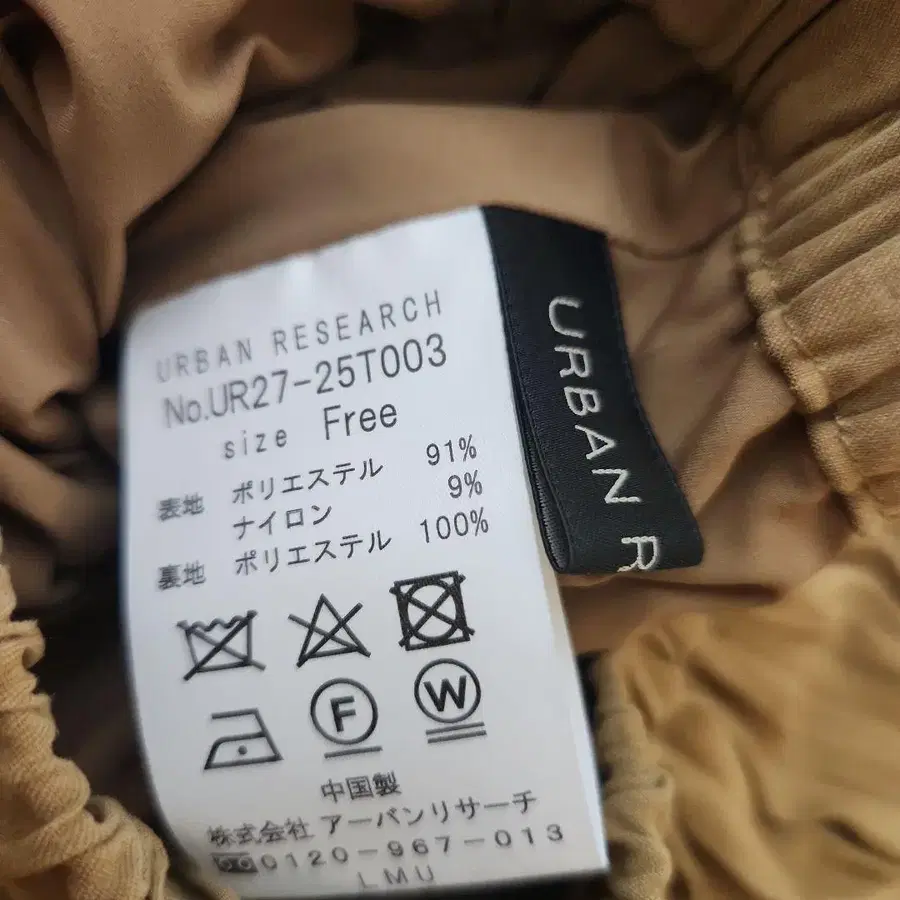 URBAN RESEARCH
No.UR27-25T003
size Free
表地 ポリエステル 91%
ナイロン 9%
裏地 ポリエステル 100%
F W
中国製
株式会社 アーバンリサーチ
0120-967-013
LMU
URBAN R